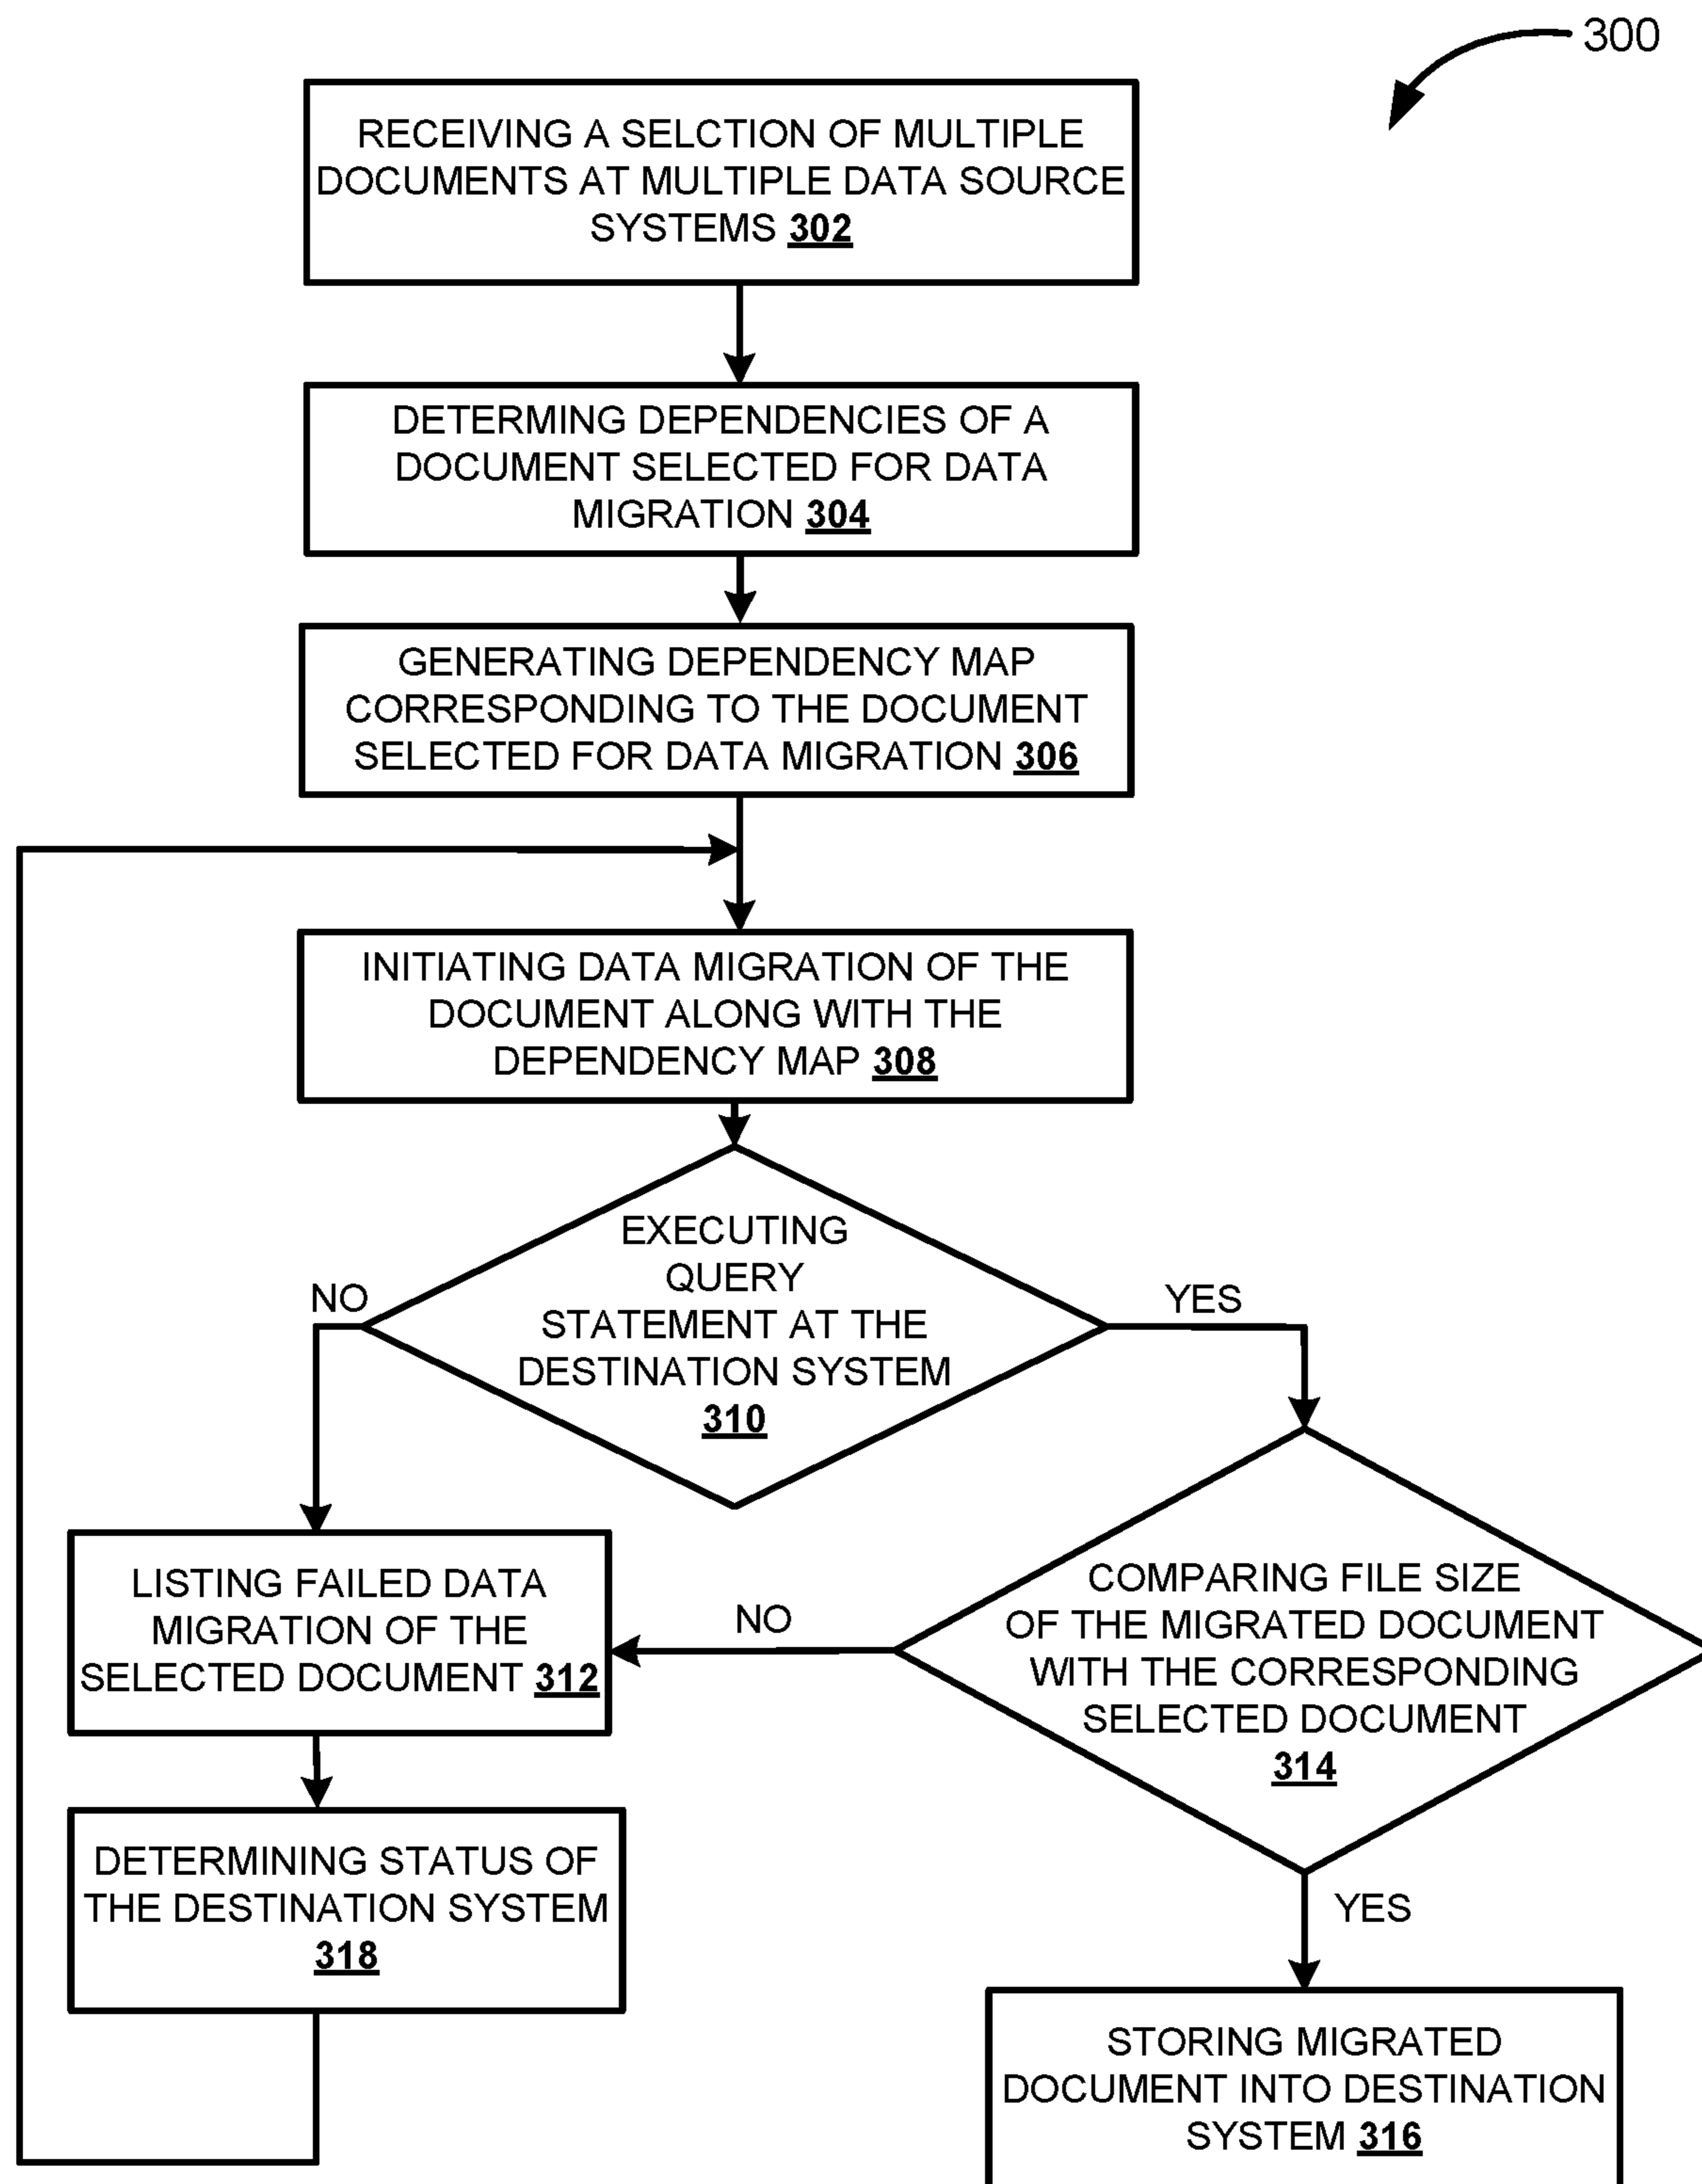 300
RECEIVING A SELCTION OF MULTIPLE
DOCUMENTS AT MULTIPLE DATA SOURCE
SYSTEMS 302
DETERMING DEPENDENCIES OF A
DOCUMENT SELECTED FOR DATA
MIGRATION 304
GENERATING DEPENDENCY MAP
CORRESPONDING TO THE DOCUMENT
SELECTED FOR DATA MIGRATION 306
INITIATING DATA MIGRATION OF THE
DOCUMENT ALONG WITH THE
DEPENDENCY MAP 308
EXECUTING
QUERY
STATEMENT AT THE
DESTINATION SYSTEM
310
NO
YES
LISTING FAILED DATA
MIGRATION OF THE
SELECTED DOCUMENT 312
NO
COMPARING FILE SIZE
OF THE MIGRATED DOCUMENT
WITH THE CORRESPONDING
SELECTED DOCUMENT
314
DETERMINING STATUS OF
THE DESTINATION SYSTEM
318
YES
STORING MIGRATED
DOCUMENT INTO DESTINATION
SYSTEM 316